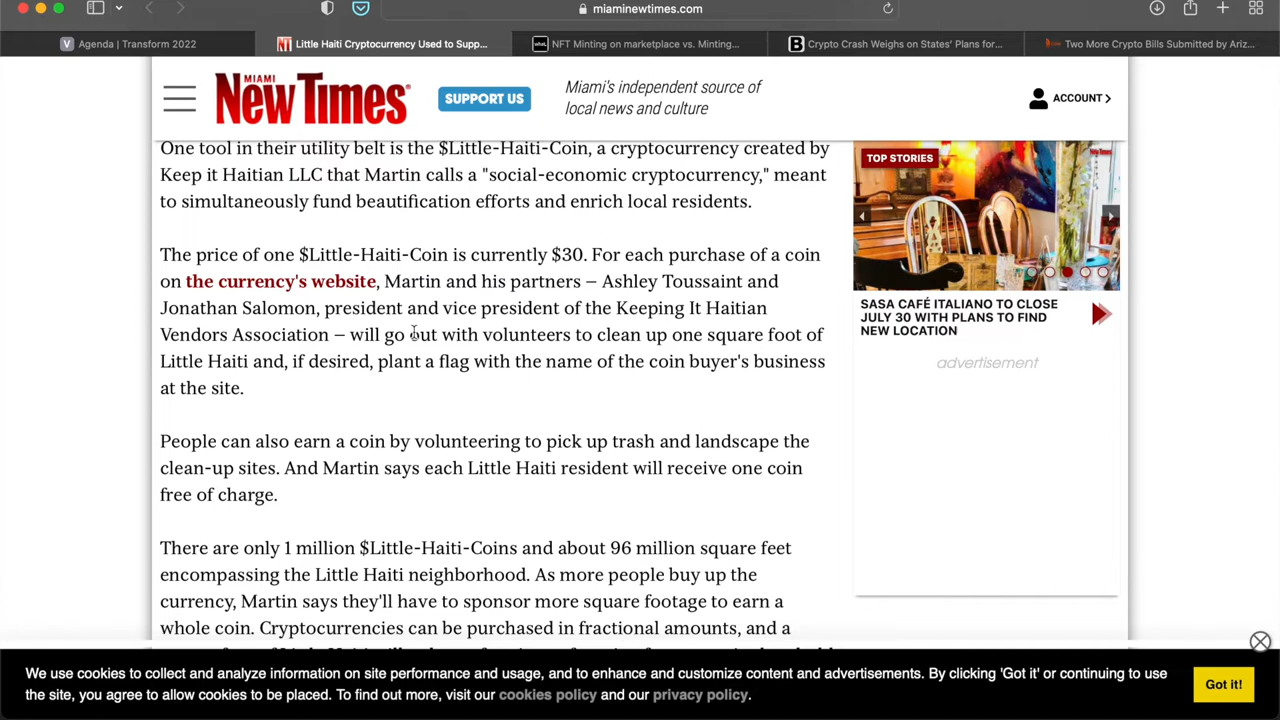 miaminewtimes.com
Agenda | Transform 2022
Little Haiti Cryptocurrency Used to Supp...
NFT Minting on marketplace vs. Minting...
Crypto Crash Weighs on States' Plans for...
Two More Crypto Bills Submitted by Ariz...
MIAMI
New Times
SUPPORT US
Miami's independent source of
local news and culture
ACCOUNT
One tool in their utility belt is the $Little-Haiti-Coin, a cryptocurrency created by
Keep it Haitian LLC that Martin calls a "social-economic cryptocurrency," meant
to simultaneously fund beautification efforts and enrich local residents.
The price of one $Little-Haiti-Coin is currently $30. For each purchase of a coin
on the currency's website, Martin and his partners – Ashley Toussaint and
Jonathan Salomon, president and vice president of the Keeping It Haitian
Vendors Association – will go out with volunteers to clean up one square foot of
Little Haiti and, if desired, plant a flag with the name of the coin buyer's business
at the site.
People can also earn a coin by volunteering to pick up trash and landscape the
clean-up sites. And Martin says each Little Haiti resident will receive one coin
free of charge.
There are only 1 million $Little-Haiti-Coins and about 96 million square feet
encompassing the Little Haiti neighborhood. As more people buy up the
currency, Martin says they'll have to sponsor more square footage to earn a
whole coin. Cryptocurrencies can be purchased in fractional amounts, and a
TOP STORIES
SASA CAFÉ ITALIANO TO CLOSE
JULY 30 WITH PLANS TO FIND
NEW LOCATION
advertisement
We use cookies to collect and analyze information on site performance and usage, and to enhance and customize content and advertisements. By clicking 'Got it' or continuing to use
the site, you agree to allow cookies to be placed. To find out more, visit our cookies policy and our privacy policy.
Got it!